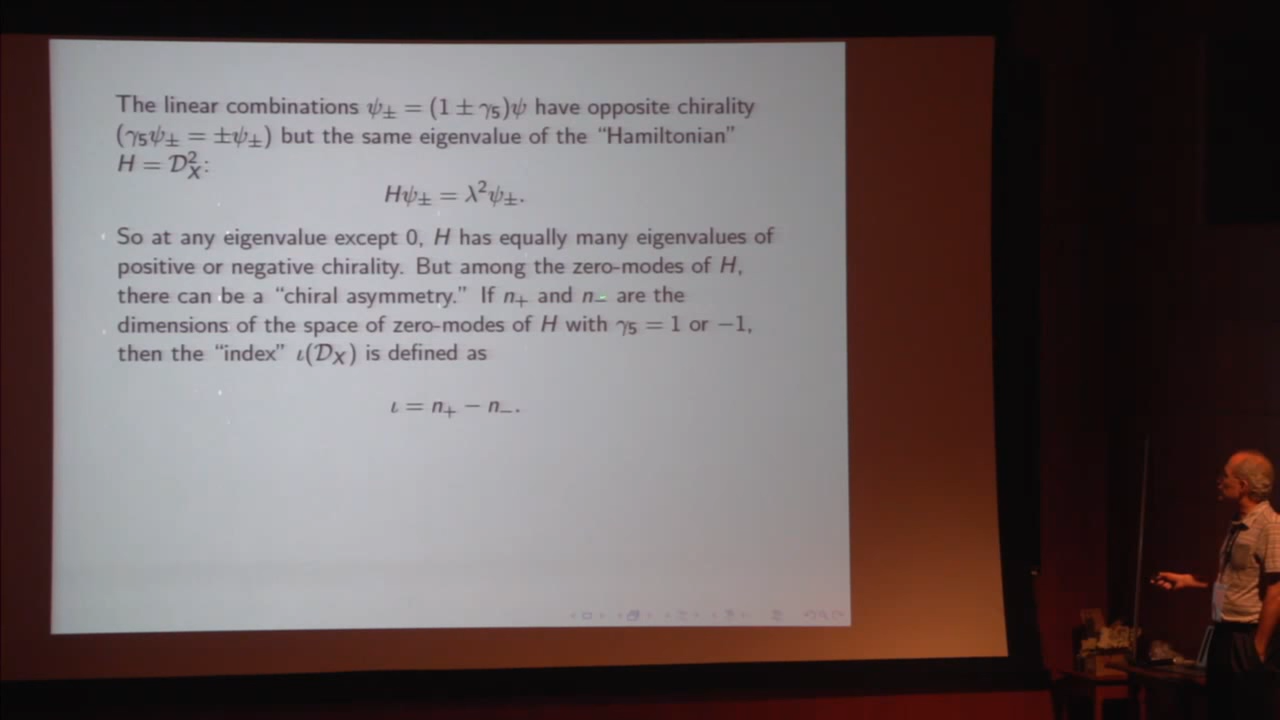 The linear combinations ψ± = (1 ± γ₅)ψ have opposite chirality
(γ₅ψ± = ±ψ±) but the same eigenvalue of the “Hamiltonian”
H = 𝒟²_X:
Hψ± = λ²ψ±.
So at any eigenvalue except 0, H has equally many eigenvalues of
positive or negative chirality. But among the zero-modes of H,
there can be a “chiral asymmetry.” If n₊ and n₋ are the
dimensions of the space of zero-modes of H with γ₅ = 1 or −1,
then the “index” ι(𝒟_X) is defined as
ι = n₊ − n₋.